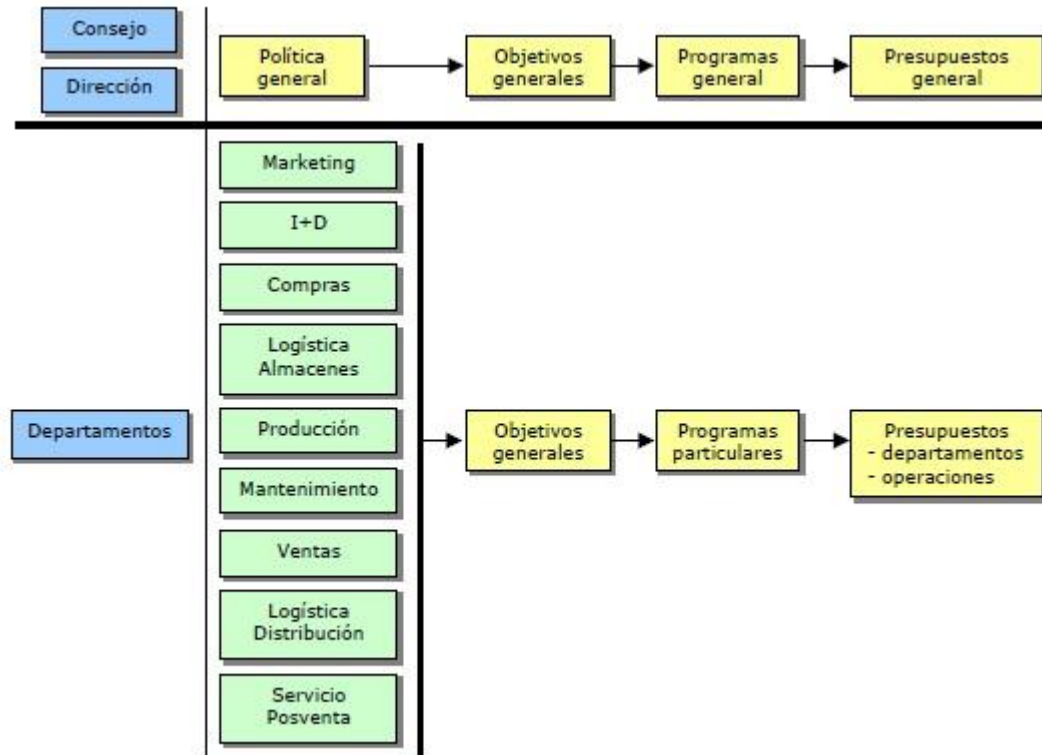 Consejo
Dirección
Política
general
Objetivos
generales
Programas
general
Presupuestos
general
Marketing
I+D
Compras
Logística
Almacenes
Producción
Mantenimiento
Ventas
Logística
Distribución
Servicio
Posventa
Departamentos
Objetivos
generales
Programas
particulares
Presupuestos
- departamentos
- operaciones